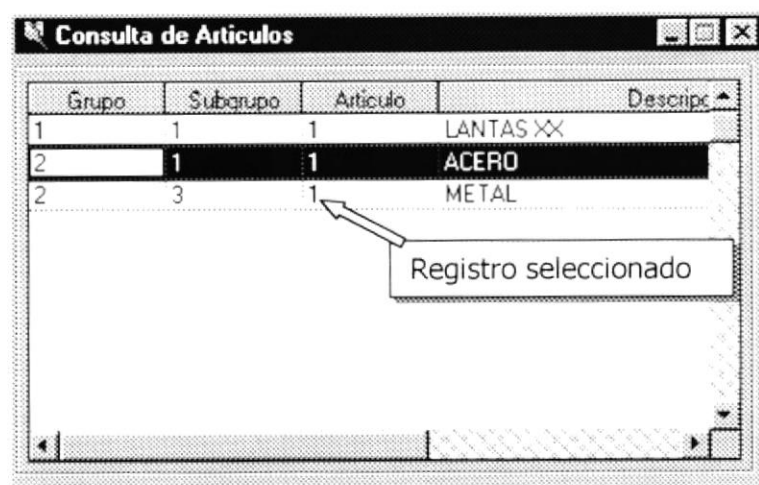 Consulta de Articulos
Grupo Subgrupo Articulo Descripc
1 1 1 LANTAS XX
2 1 1 ACERO
2 3 1 METAL
Registro seleccionado